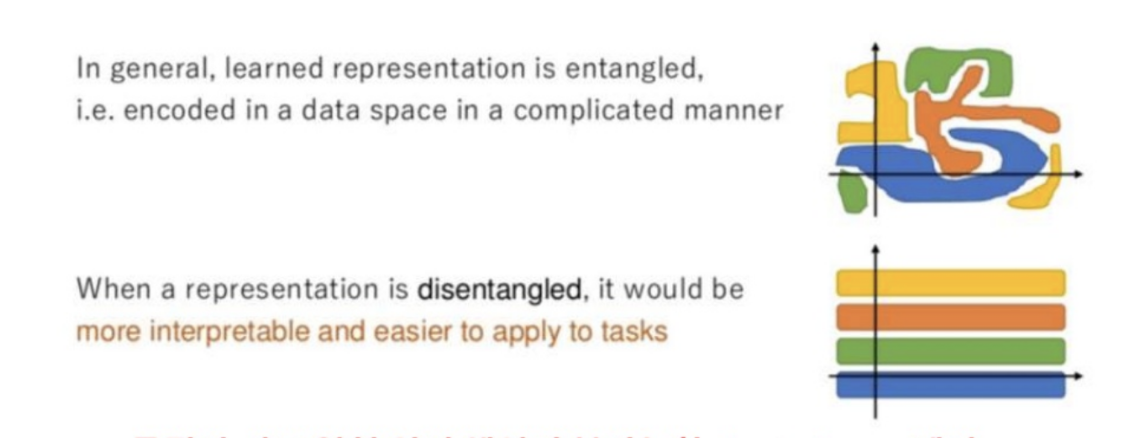 In general, learned representation is entangled,
i.e. encoded in a data space in a complicated manner
When a representation is disentangled, it would be
more interpretable and easier to apply to tasks